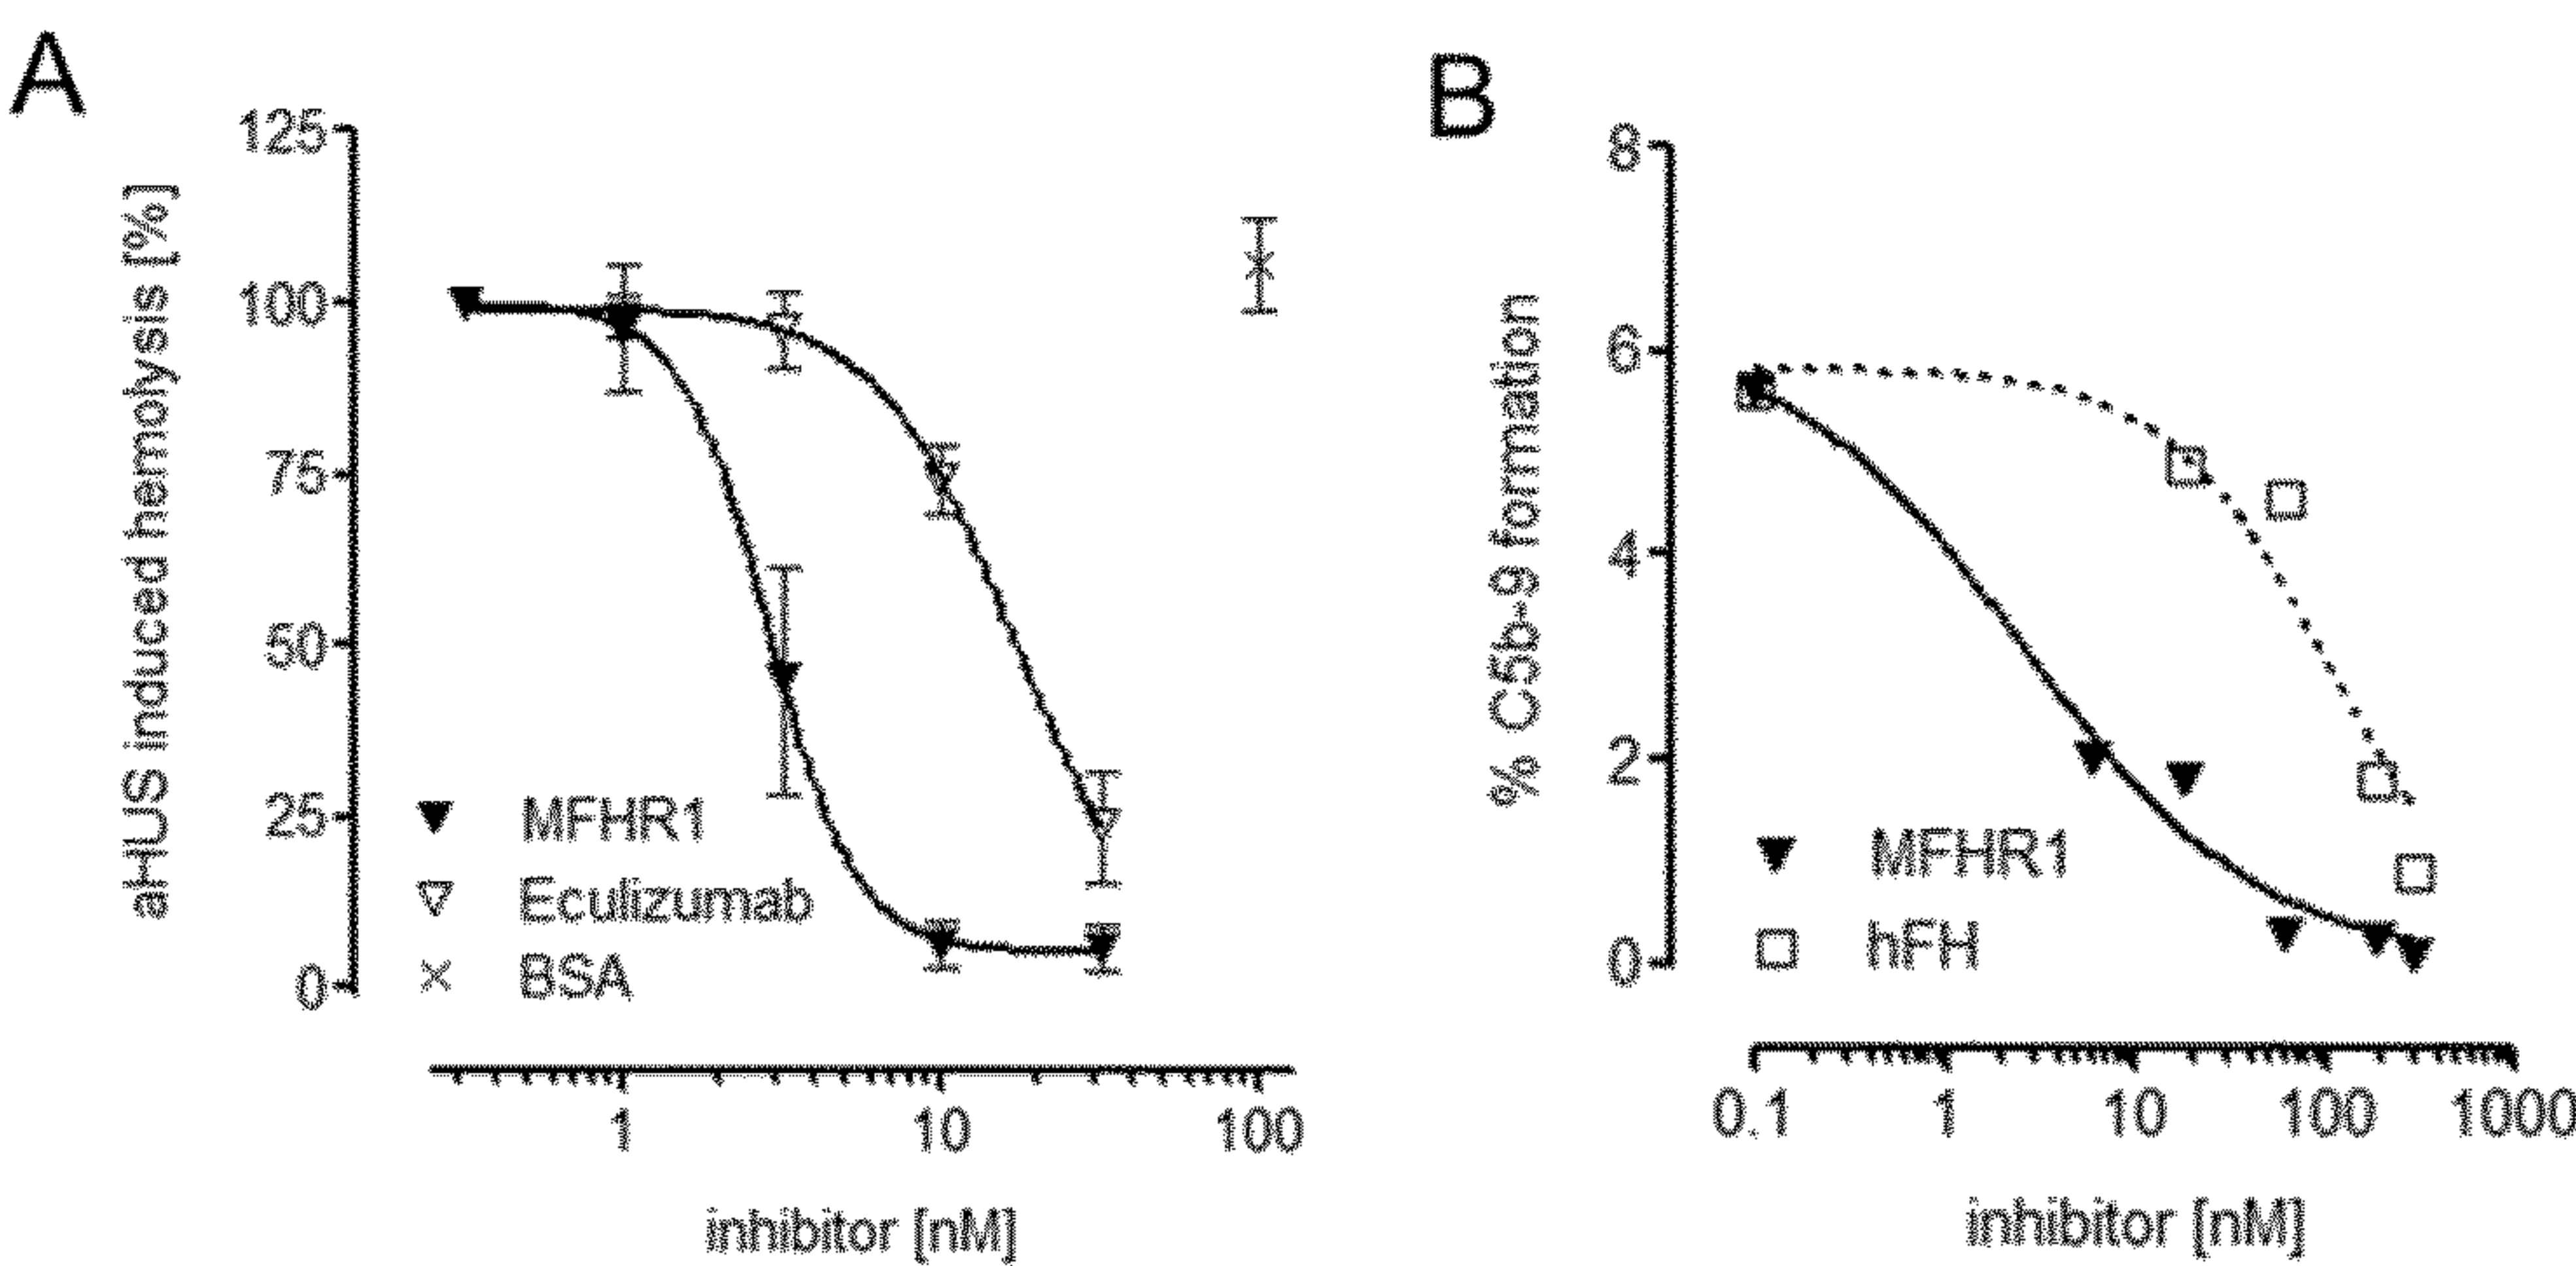 A
aHUS induced hemolysis [%]
125
100
75
50
25
0
MFHR1
Eculizumab
BSA
1 10 100
inhibitor [nM]
B
% C5b-9 formation
8
6
4
2
0
MFHR1
hFH
0.1 1 10 100 1000
inhibitor [nM]